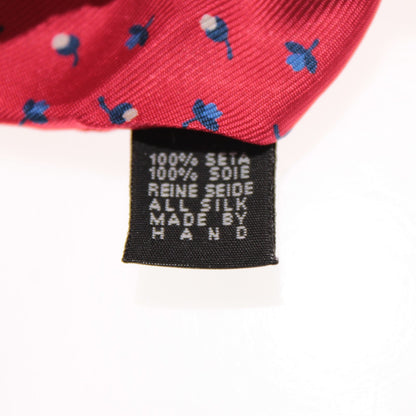 100% SETA
100% SOIE
REINE SEIDE
ALL SILK
MADE BY
HAND